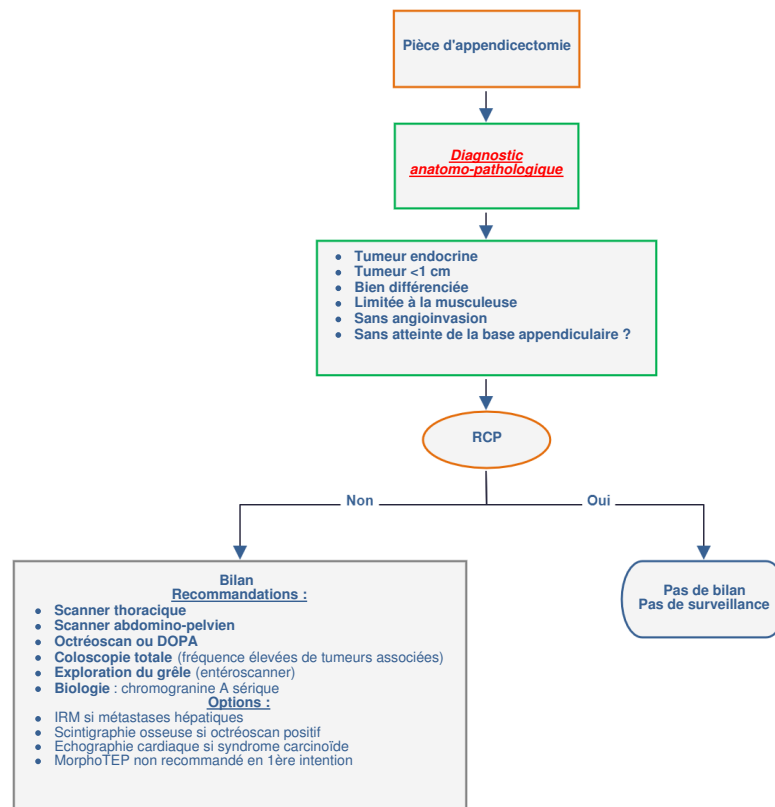 Pièce d'appendicectomie
Diagnostic
anatomo-pathologique
• Tumeur endocrine
• Tumeur <1 cm
• Bien différenciée
• Limitée à la musculeuse
• Sans angioinvasion
• Sans atteinte de la base appendiculaire ?
RCP
Non
Oui
Bilan
Recommandations :
• Scanner thoracique
• Scanner abdomino-pelvien
• Octréoscan ou DOPA
• Coloscopie totale (fréquence élevées de tumeurs associées)
• Exploration du grêle (entéroscanner)
• Biologie : chromogranine A sérique
Options :
• IRM si métastases hépatiques
• Scintigraphie osseuse si octréoscan positif
• Echographie cardiaque si syndrome carcinoïde
• MorphoTEP non recommandé en 1ère intention
Pas de bilan
Pas de surveillance